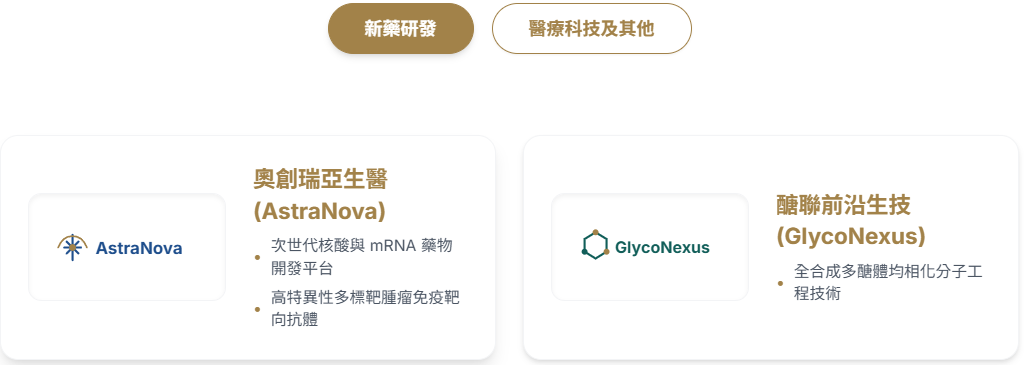 新藥研發
醫療科技及其他
AstraNova
奧創瑞亞生醫
(AstraNova)
• 次世代核酸與 mRNA 藥物
開發平台
• 高特異性多標靶腫瘤免疫靶
向抗體
GlycoNexus
醣聯前沿生技
(GlycoNexus)
• 全合成多醣體均相化分子工
程技術